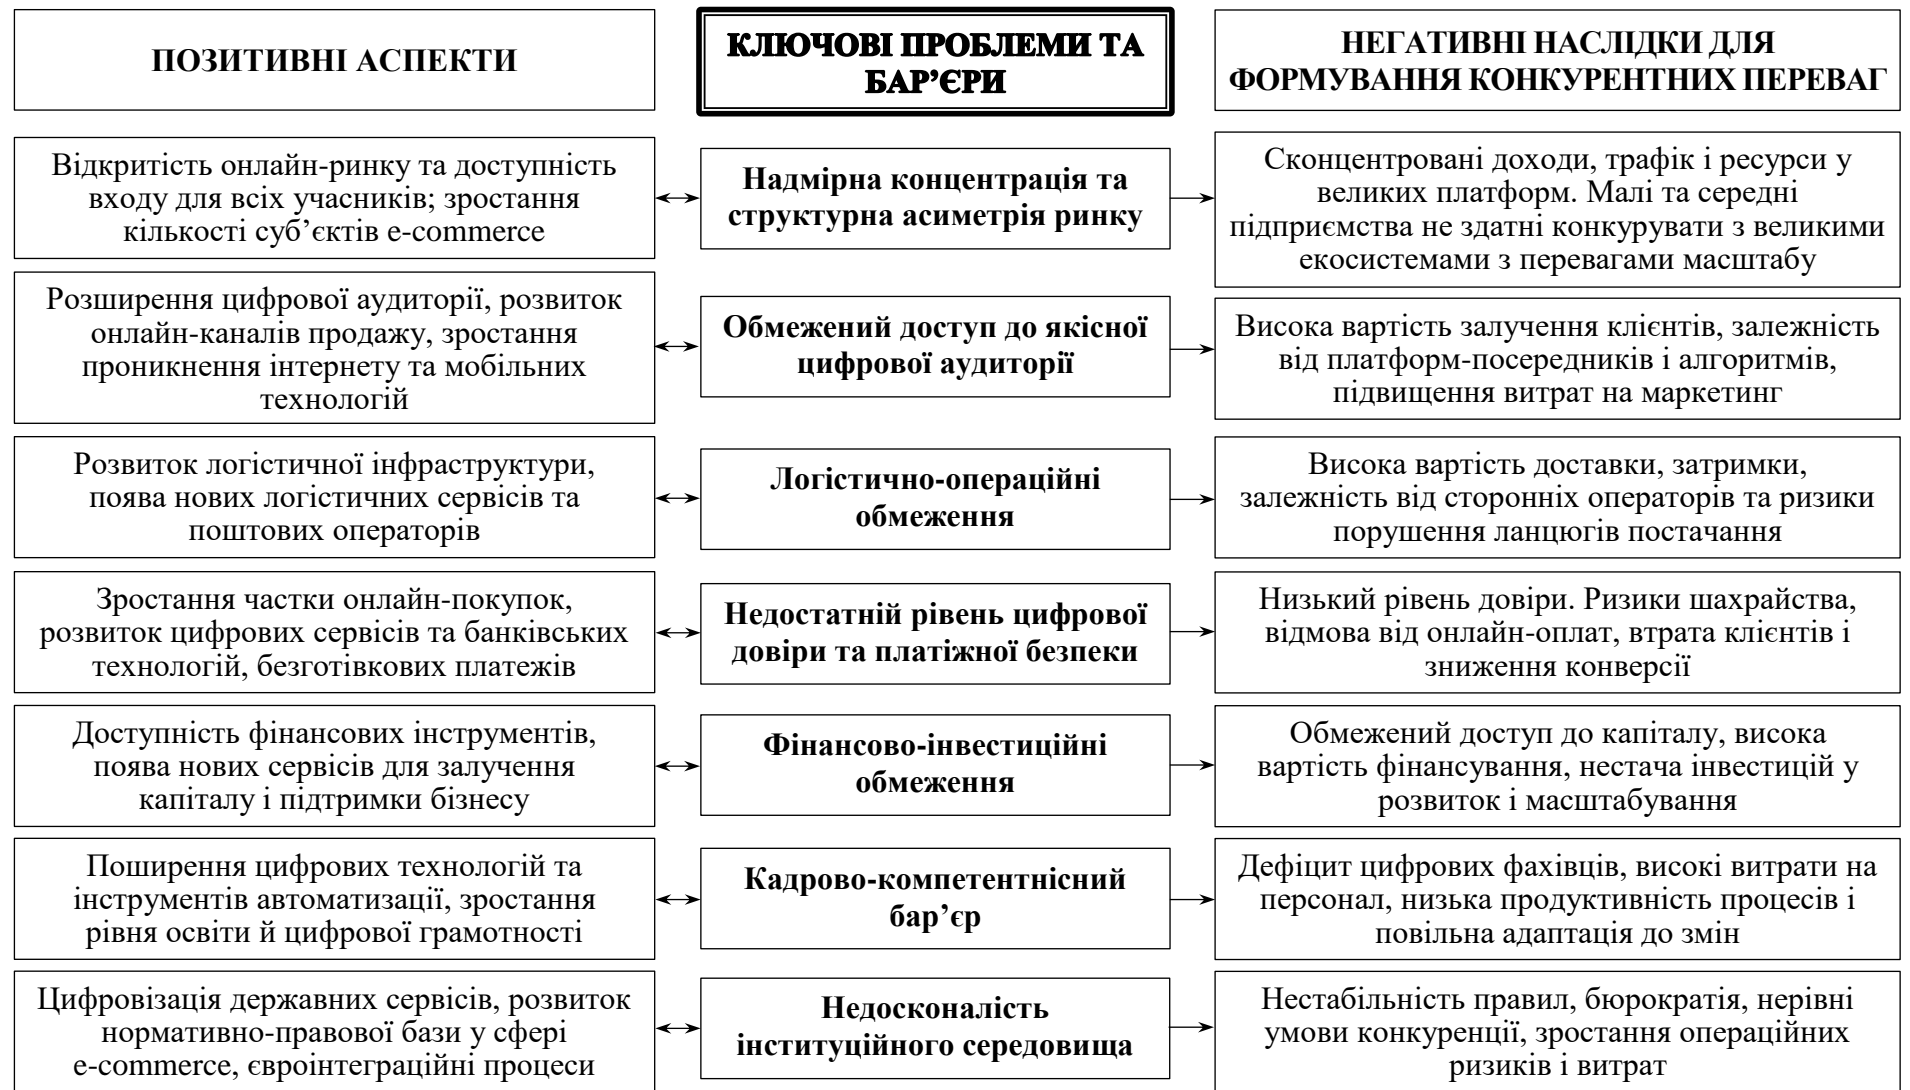 ПОЗИТИВНІ АСПЕКТИ
КЛЮЧОВІ ПРОБЛЕМИ ТА
БАР’ЄРИ
НЕГАТИВНІ НАСЛІДКИ ДЛЯ
ФОРМУВАННЯ КОНКУРЕНТНИХ ПЕРЕВАГ
Відкритість онлайн-ринку та доступність
входу для всіх учасників; зростання
кількості суб’єктів e-commerce
Надмірна концентрація та
структурна асиметрія ринку
Сконцентровані доходи, трафік і ресурси у
великих платформ. Малі та середні
підприємства не здатні конкурувати з великими
екосистемами з перевагами масштабу
Розширення цифрової аудиторії, розвиток
онлайн-каналів продажу, зростання
проникнення інтернету та мобільних
технологій
Обмежений доступ до якісної
цифрової аудиторії
Висока вартість залучення клієнтів, залежність
від платформ-посередників і алгоритмів,
підвищення витрат на маркетинг
Розвиток логістичної інфраструктури,
поява нових логістичних сервісів та
поштових операторів
Логістично-операційні
обмеження
Висока вартість доставки, затримки,
залежність від сторонніх операторів та ризики
порушення ланцюгів постачання
Зростання частки онлайн-покупок,
розвиток цифрових сервісів та банківських
технологій, безготівкових платежів
Недостатній рівень цифрової
довіри та платіжної безпеки
Низький рівень довіри. Ризики шахрайства,
відмова від онлайн-оплат, втрата клієнтів і
зниження конверсії
Доступність фінансових інструментів,
поява нових сервісів для залучення
капіталу і підтримки бізнесу
Фінансово-інвестиційні
обмеження
Обмежений доступ до капіталу, висока
вартість фінансування, нестача інвестицій у
розвиток і масштабування
Поширення цифрових технологій та
інструментів автоматизації, зростання
рівня освіти й цифрової грамотності
Кадрово-компетентнісний
бар’єр
Дефіцит цифрових фахівців, високі витрати на
персонал, низька продуктивність процесів і
повільна адаптація до змін
Цифровізація державних сервісів, розвиток
нормативно-правової бази у сфері
e-commerce, євроінтеграційні процеси
Недосконалість
інституційного середовища
Нестабільність правил, бюрократія, нерівні
умови конкуренції, зростання операційних
ризиків і витрат